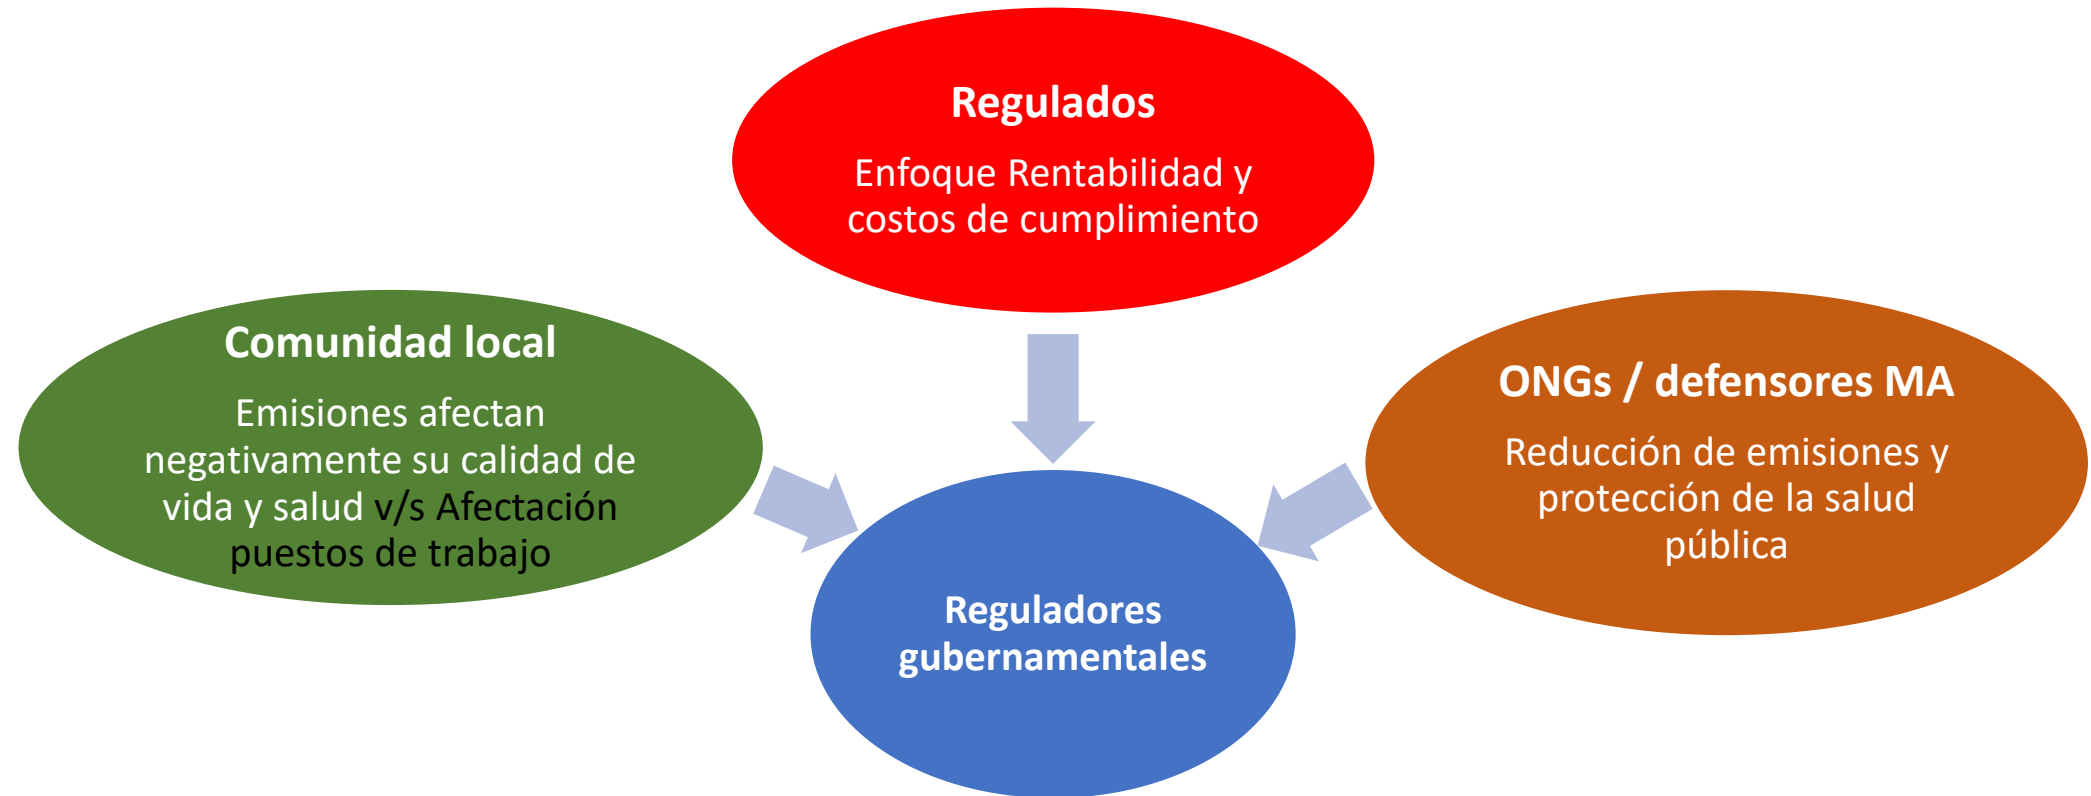 Regulados
Enfoque Rentabilidad y
costos de cumplimiento
Comunidad local
Emisiones afectan
negativamente su calidad de
vida y salud v/s Afectación
puestos de trabajo
ONGs / defensores MA
Reducción de emisiones y
protección de la salud
pública
Reguladores
gubernamentales